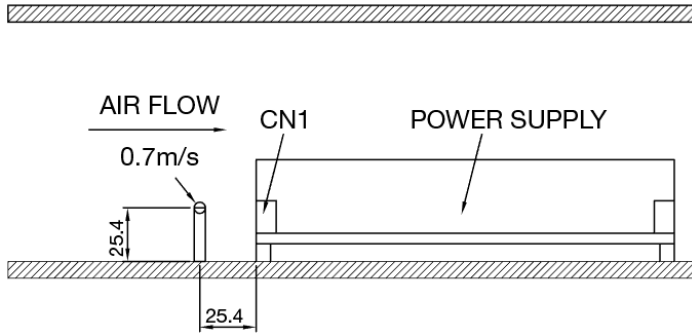 AIR FLOW
CN1
POWER SUPPLY
0.7m/s
25.4
25.4